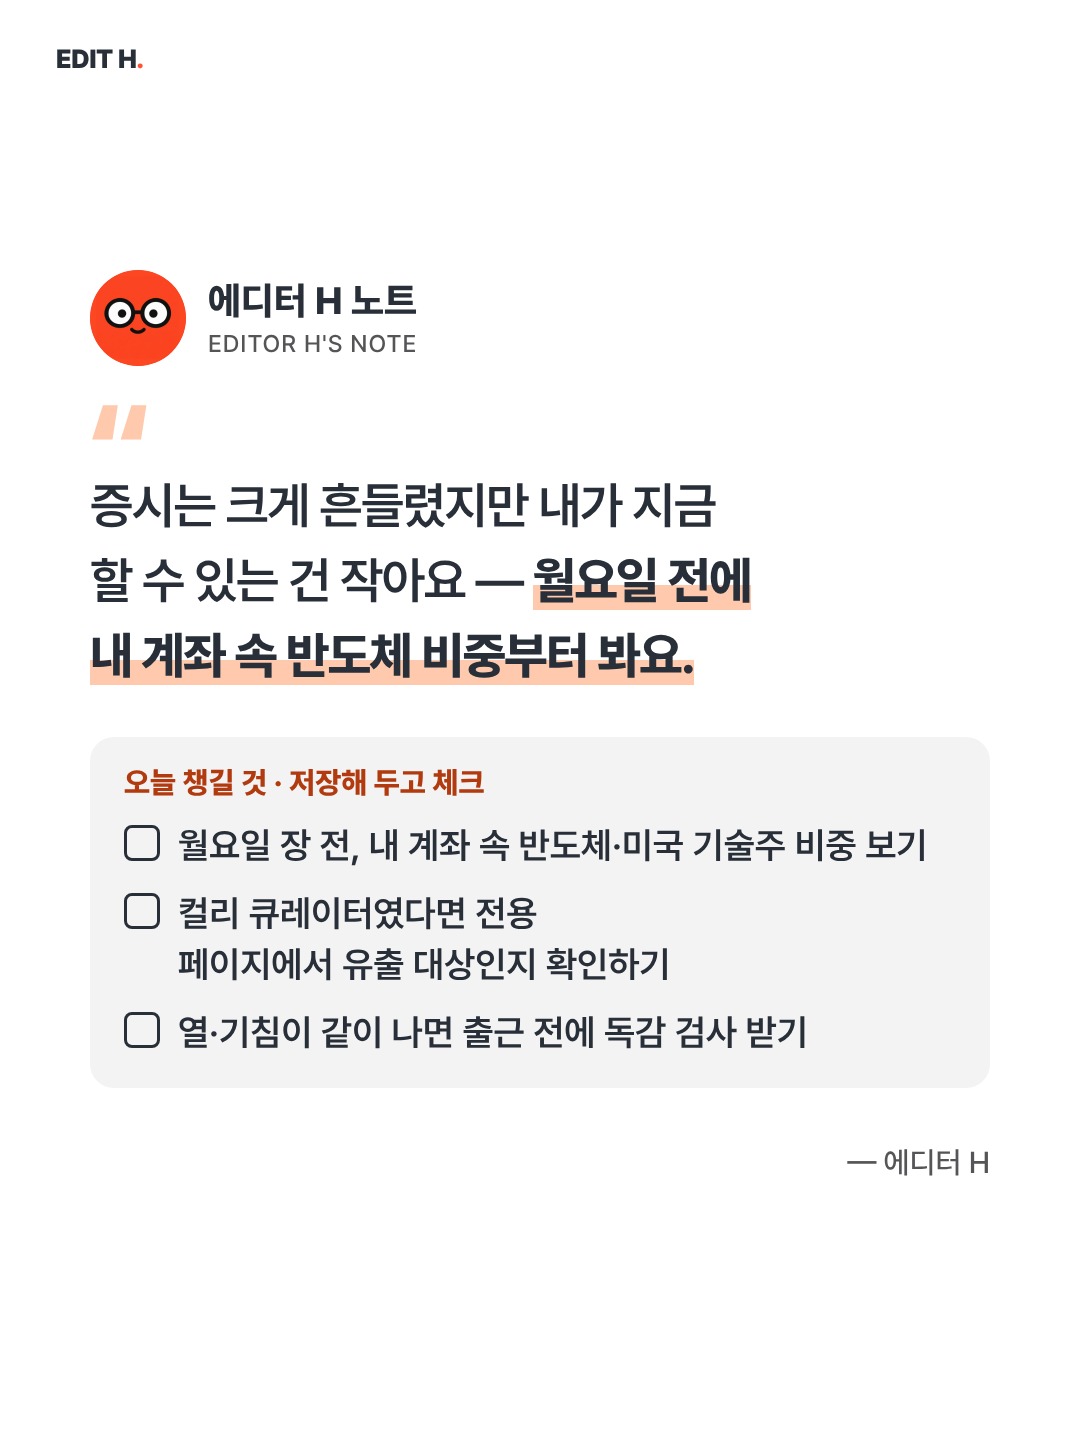 EDIT H.
에디터 H 노트
EDITOR H'S NOTE
"
증시는 크게 흔들렸지만 내가 지금
할 수 있는 건 작아요 — 월요일 전에
내 계좌 속 반도체 비중부터 봐요.
오늘 챙길 것 · 저장해 두고 체크
월요일 장 전, 내 계좌 속 반도체·미국 기술주 비중 보기
컬리 큐레이터였다면 전용
페이지에서 유출 대상인지 확인하기
열·기침이 같이 나면 출근 전에 독감 검사 받기
— 에디터 H